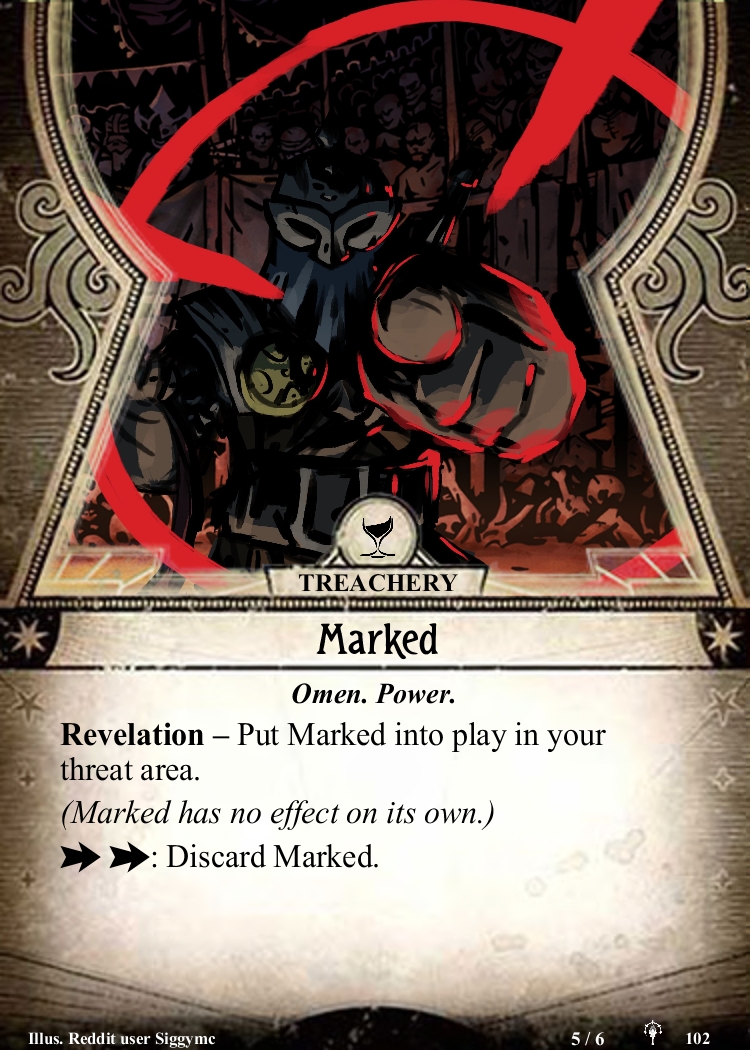 TREACHERY
Marked
Omen. Power.
Revelation – Put Marked into play in your
threat area.
(Marked has no effect on its own.)
: Discard Marked.
Illus. Reddit user Siggymc
5 / 6
102